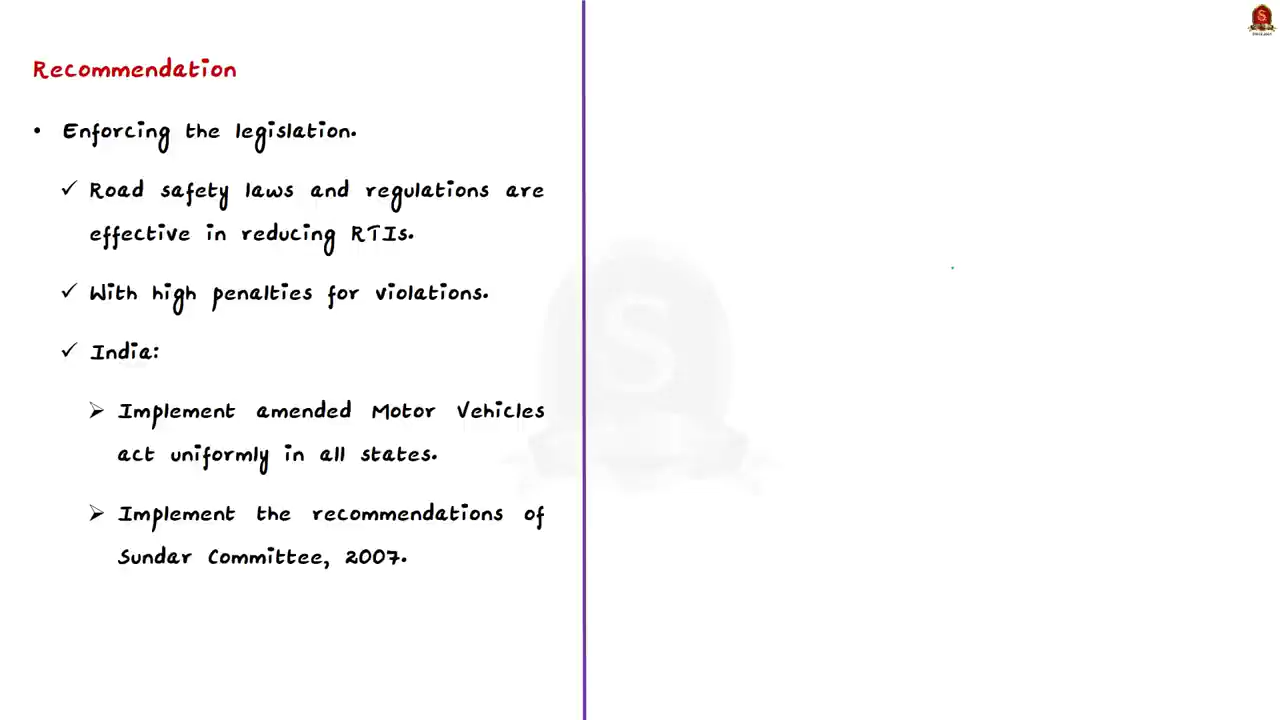 Recommendation
• Enforcing the legislation.
✓ Road safety laws and regulations are
effective in reducing RTIs.
✓ With high penalties for violations.
✓ India:
➢ Implement amended Motor Vehicles
act uniformly in all states.
➢ Implement the recommendations of
Sundar Committee, 2007.
S
S